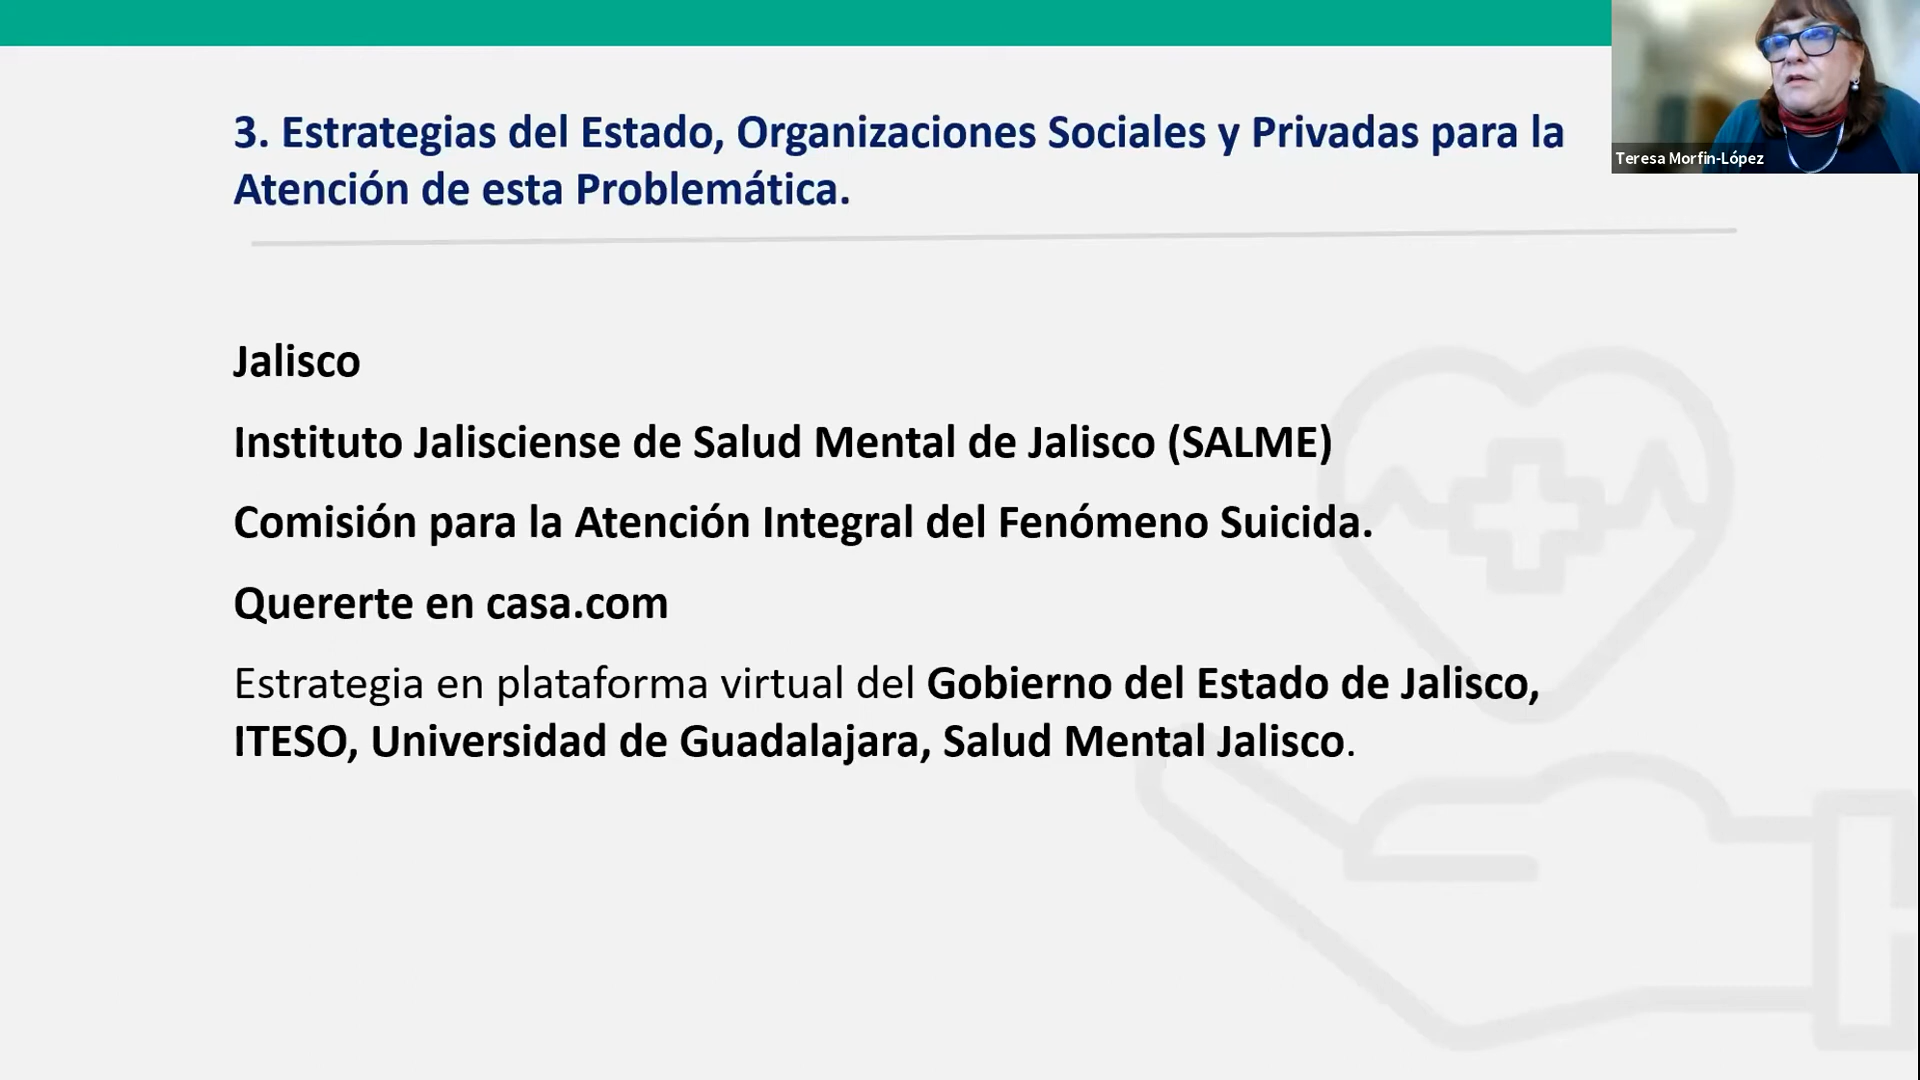 3. Estrategias del Estado, Organizaciones Sociales y Privadas para la
Atención de esta Problemática.
Teresa Morfin-López
Jalisco
Instituto Jalisciense de Salud Mental de Jalisco (SALME)
Comisión para la Atención Integral del Fenómeno Suicida.
Quererte en casa.com
Estrategia en plataforma virtual del Gobierno del Estado de Jalisco,
ITESO, Universidad de Guadalajara, Salud Mental Jalisco.